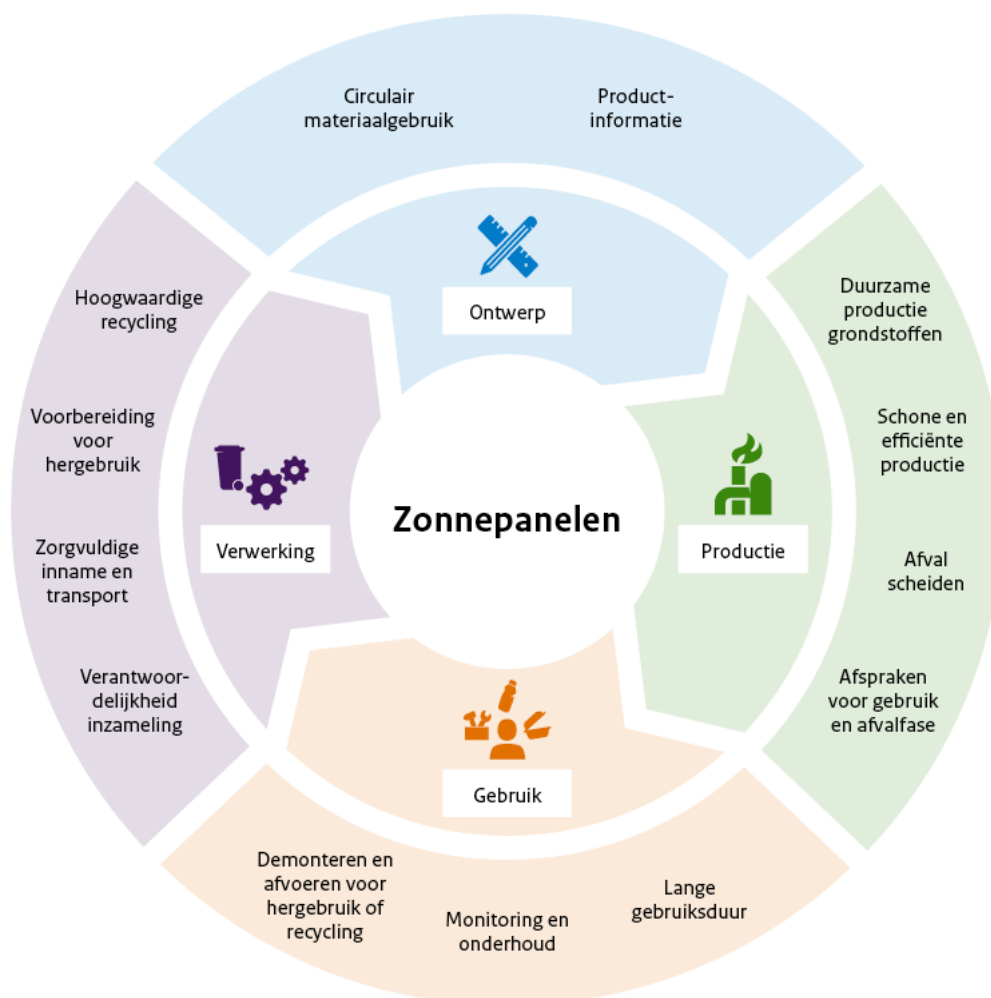 Circulair
materiaalgebruik
Product-
informatie
Ontwerp
Duurzame
productie
grondstoffen
Schone en
efficiënte
productie
Afval
scheiden
Afspraken
voor gebruik
en afvalfase
Productie
Zonnepanelen
Gebruik
Lange
gebruiksduur
Monitoring en
onderhoud
Demonteren en
afvoeren voor
hergebruik of
recycling
Verwerking
Verantwoor-
delijkheid
inzameling
Zorgvuldige
inname en
transport
Voorbereiding
voor
hergebruik
Hoogwaardige
recycling